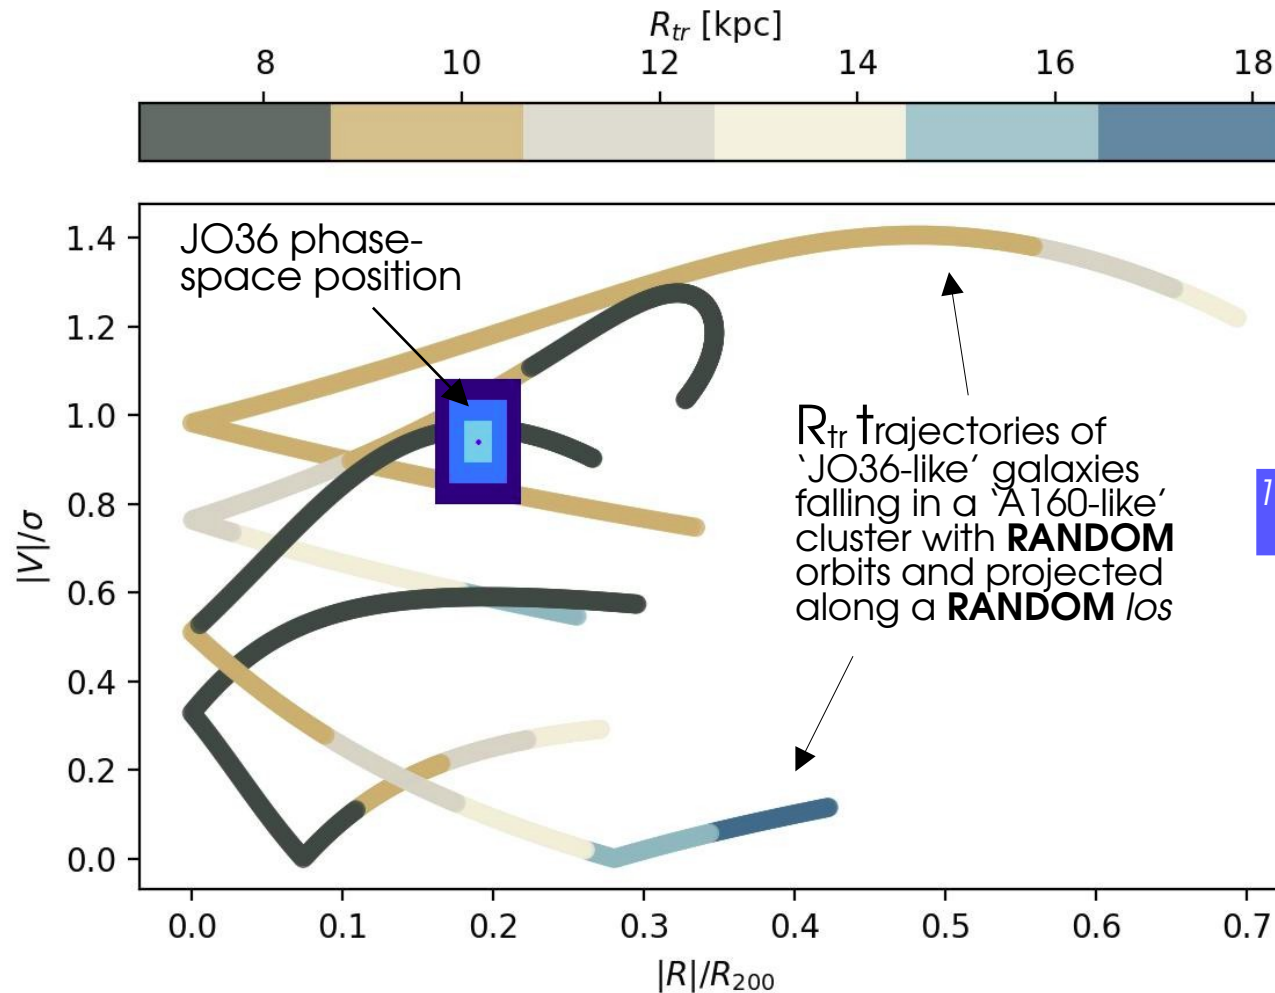 R_tr [kpc]
8 10 12 14 16 18
JO36 phase-
space position
R_tr trajectories of
‘JO36-like’ galaxies
falling in a ‘A160-like’
cluster with RANDOM
orbits and projected
along a RANDOM los
1.4
1.2
1.0
0.8
0.6
0.4
0.2
0.0
|V|/σ
0.0 0.1 0.2 0.3 0.4 0.5 0.6 0.7
|R|/R_200